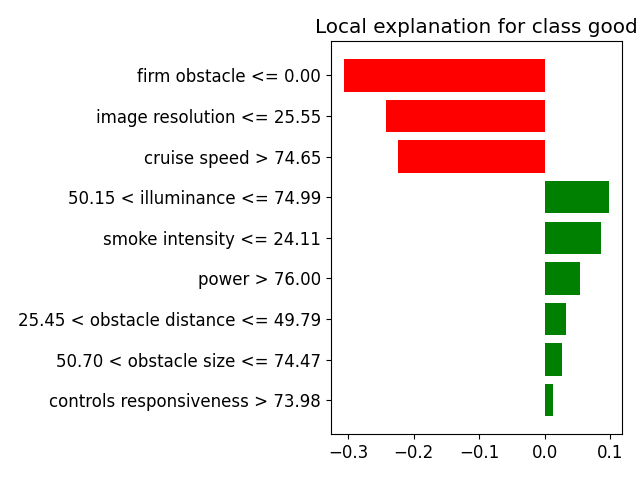 Local explanation for class good
firm obstacle <= 0.00
image resolution <= 25.55
cruise speed > 74.65
50.15 < illuminance <= 74.99
smoke intensity <= 24.11
power > 76.00
25.45 < obstacle distance <= 49.79
50.70 < obstacle size <= 74.47
controls responsiveness > 73.98
−0.3 −0.2 −0.1 0.0 0.1